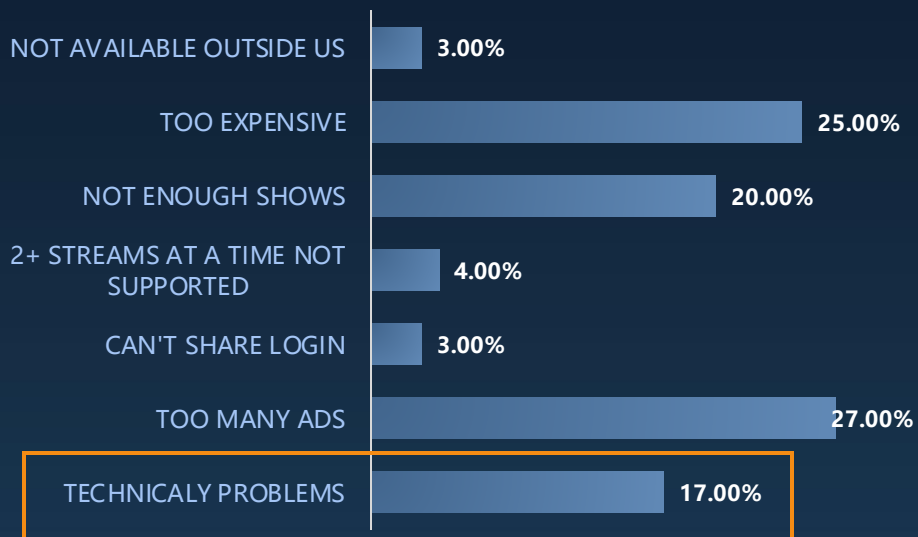 NOT AVAILABLE OUTSIDE US 3.00%
TOO EXPENSIVE 25.00%
NOT ENOUGH SHOWS 20.00%
2+ STREAMS AT A TIME NOT
SUPPORTED 4.00%
CAN'T SHARE LOGIN 3.00%
TOO MANY ADS 27.00%
TECHNICALY PROBLEMS 17.00%